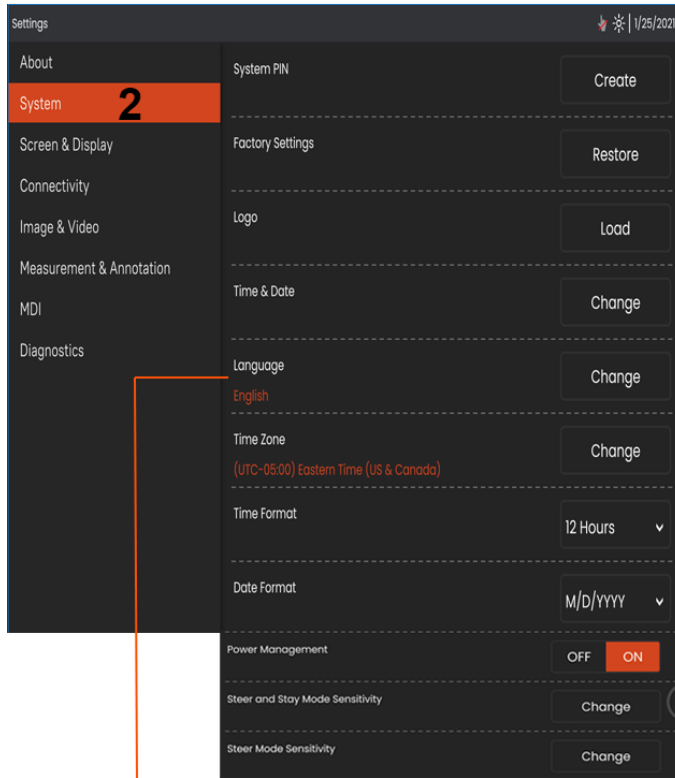 Settings
1/25/2021
About
System 2
Screen & Display
Connectivity
Image & Video
Measurement & Annotation
MDI
Diagnostics
System PIN Create
Factory Settings Restore
Logo Load
Time & Date Change
Language Change
English
Time Zone Change
(UTC-05:00) Eastern Time (US & Canada)
Time Format 12 Hours
Date Format M/D/YYYY
Power Management OFF ON
Steer and Stay Mode Sensitivity Change
Steer Mode Sensitivity Change